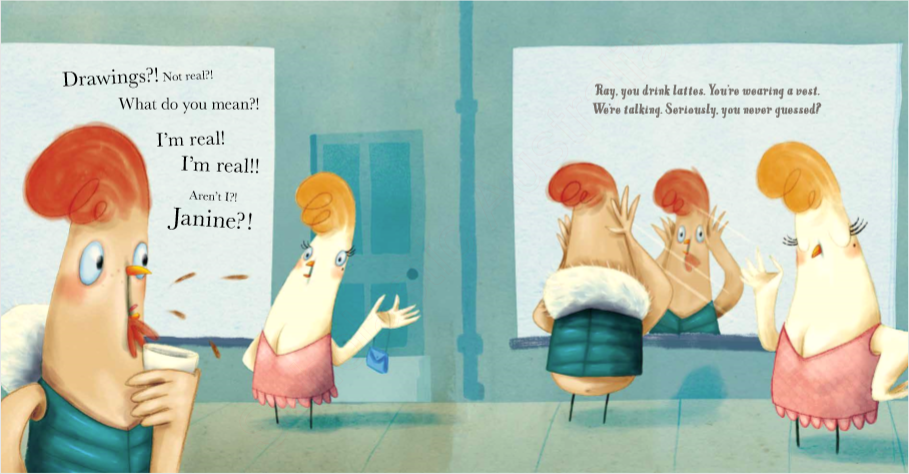 Drawings?! Not real?!
What do you mean?!
I'm real!
I'm real!!
Aren't I?!
Janine?!
Ray, you drink lattes. You're wearing a vest.
We're talking. Seriously, you never guessed?